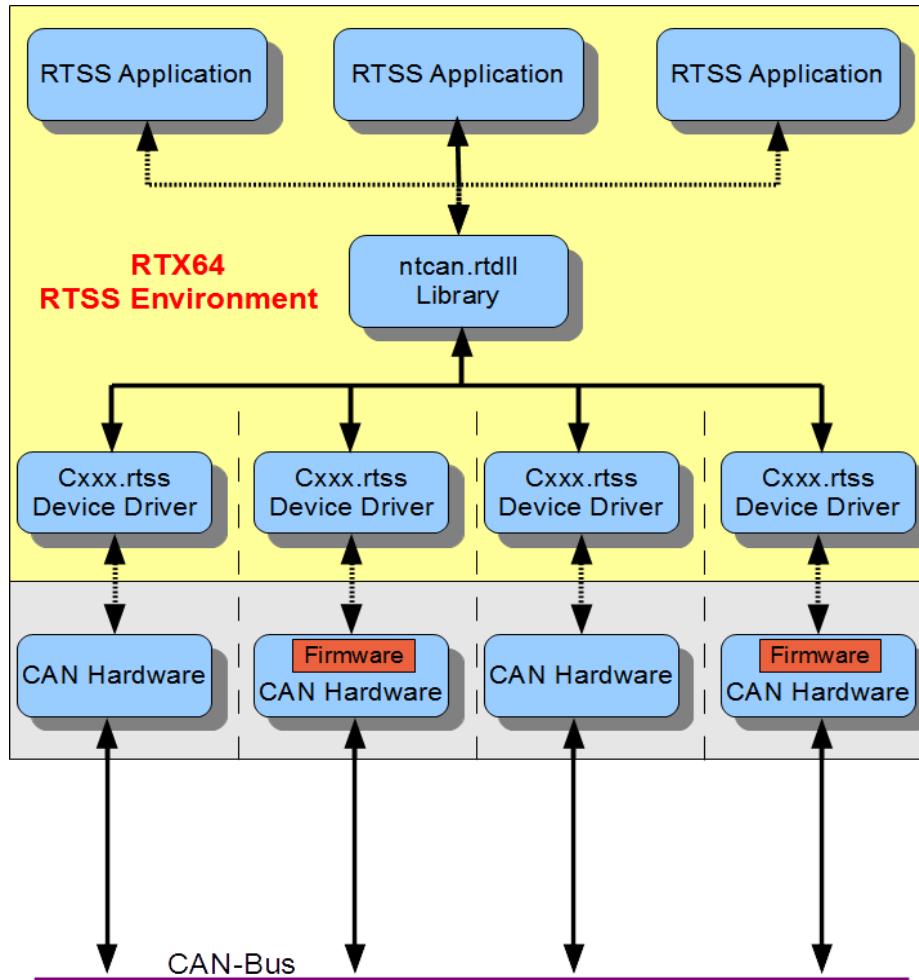 RTSS Application
RTSS Application
RTSS Application
RTX64
RTSS Environment
ntcan.rtdll
Library
Cxxx.rtss
Device Driver
Cxxx.rtss
Device Driver
Cxxx.rtss
Device Driver
Cxxx.rtss
Device Driver
CAN Hardware
Firmware
CAN Hardware
CAN Hardware
Firmware
CAN Hardware
CAN-Bus